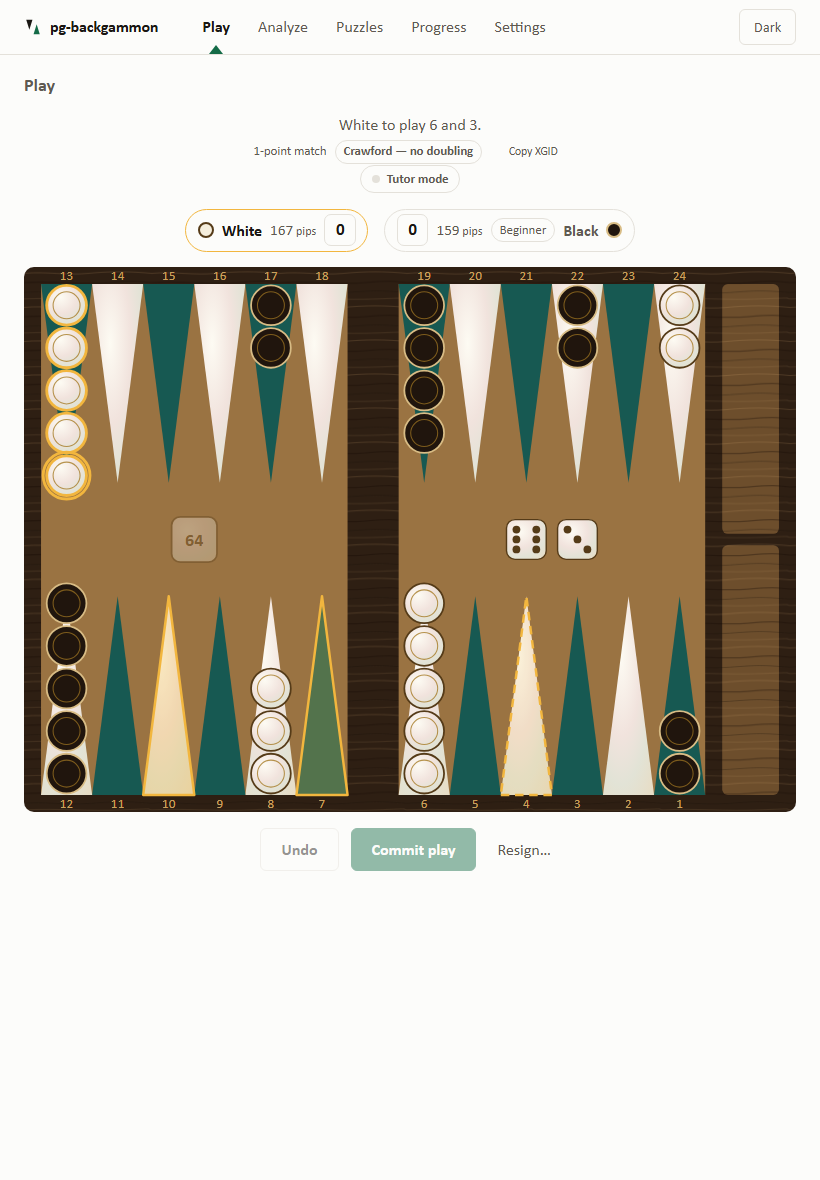 pg-backgammon Play Analyze Puzzles Progress Settings Dark
Play
White to play 6 and 3.
1-point match Crawford — no doubling Copy XGID
Tutor mode
White 167 pips 0 0 159 pips Beginner Black
13 14 15 16 17 18 19 20 21 22 23 24
64
12 11 10 9 8 7 6 5 4 3 2 1
Undo Commit play Resign...